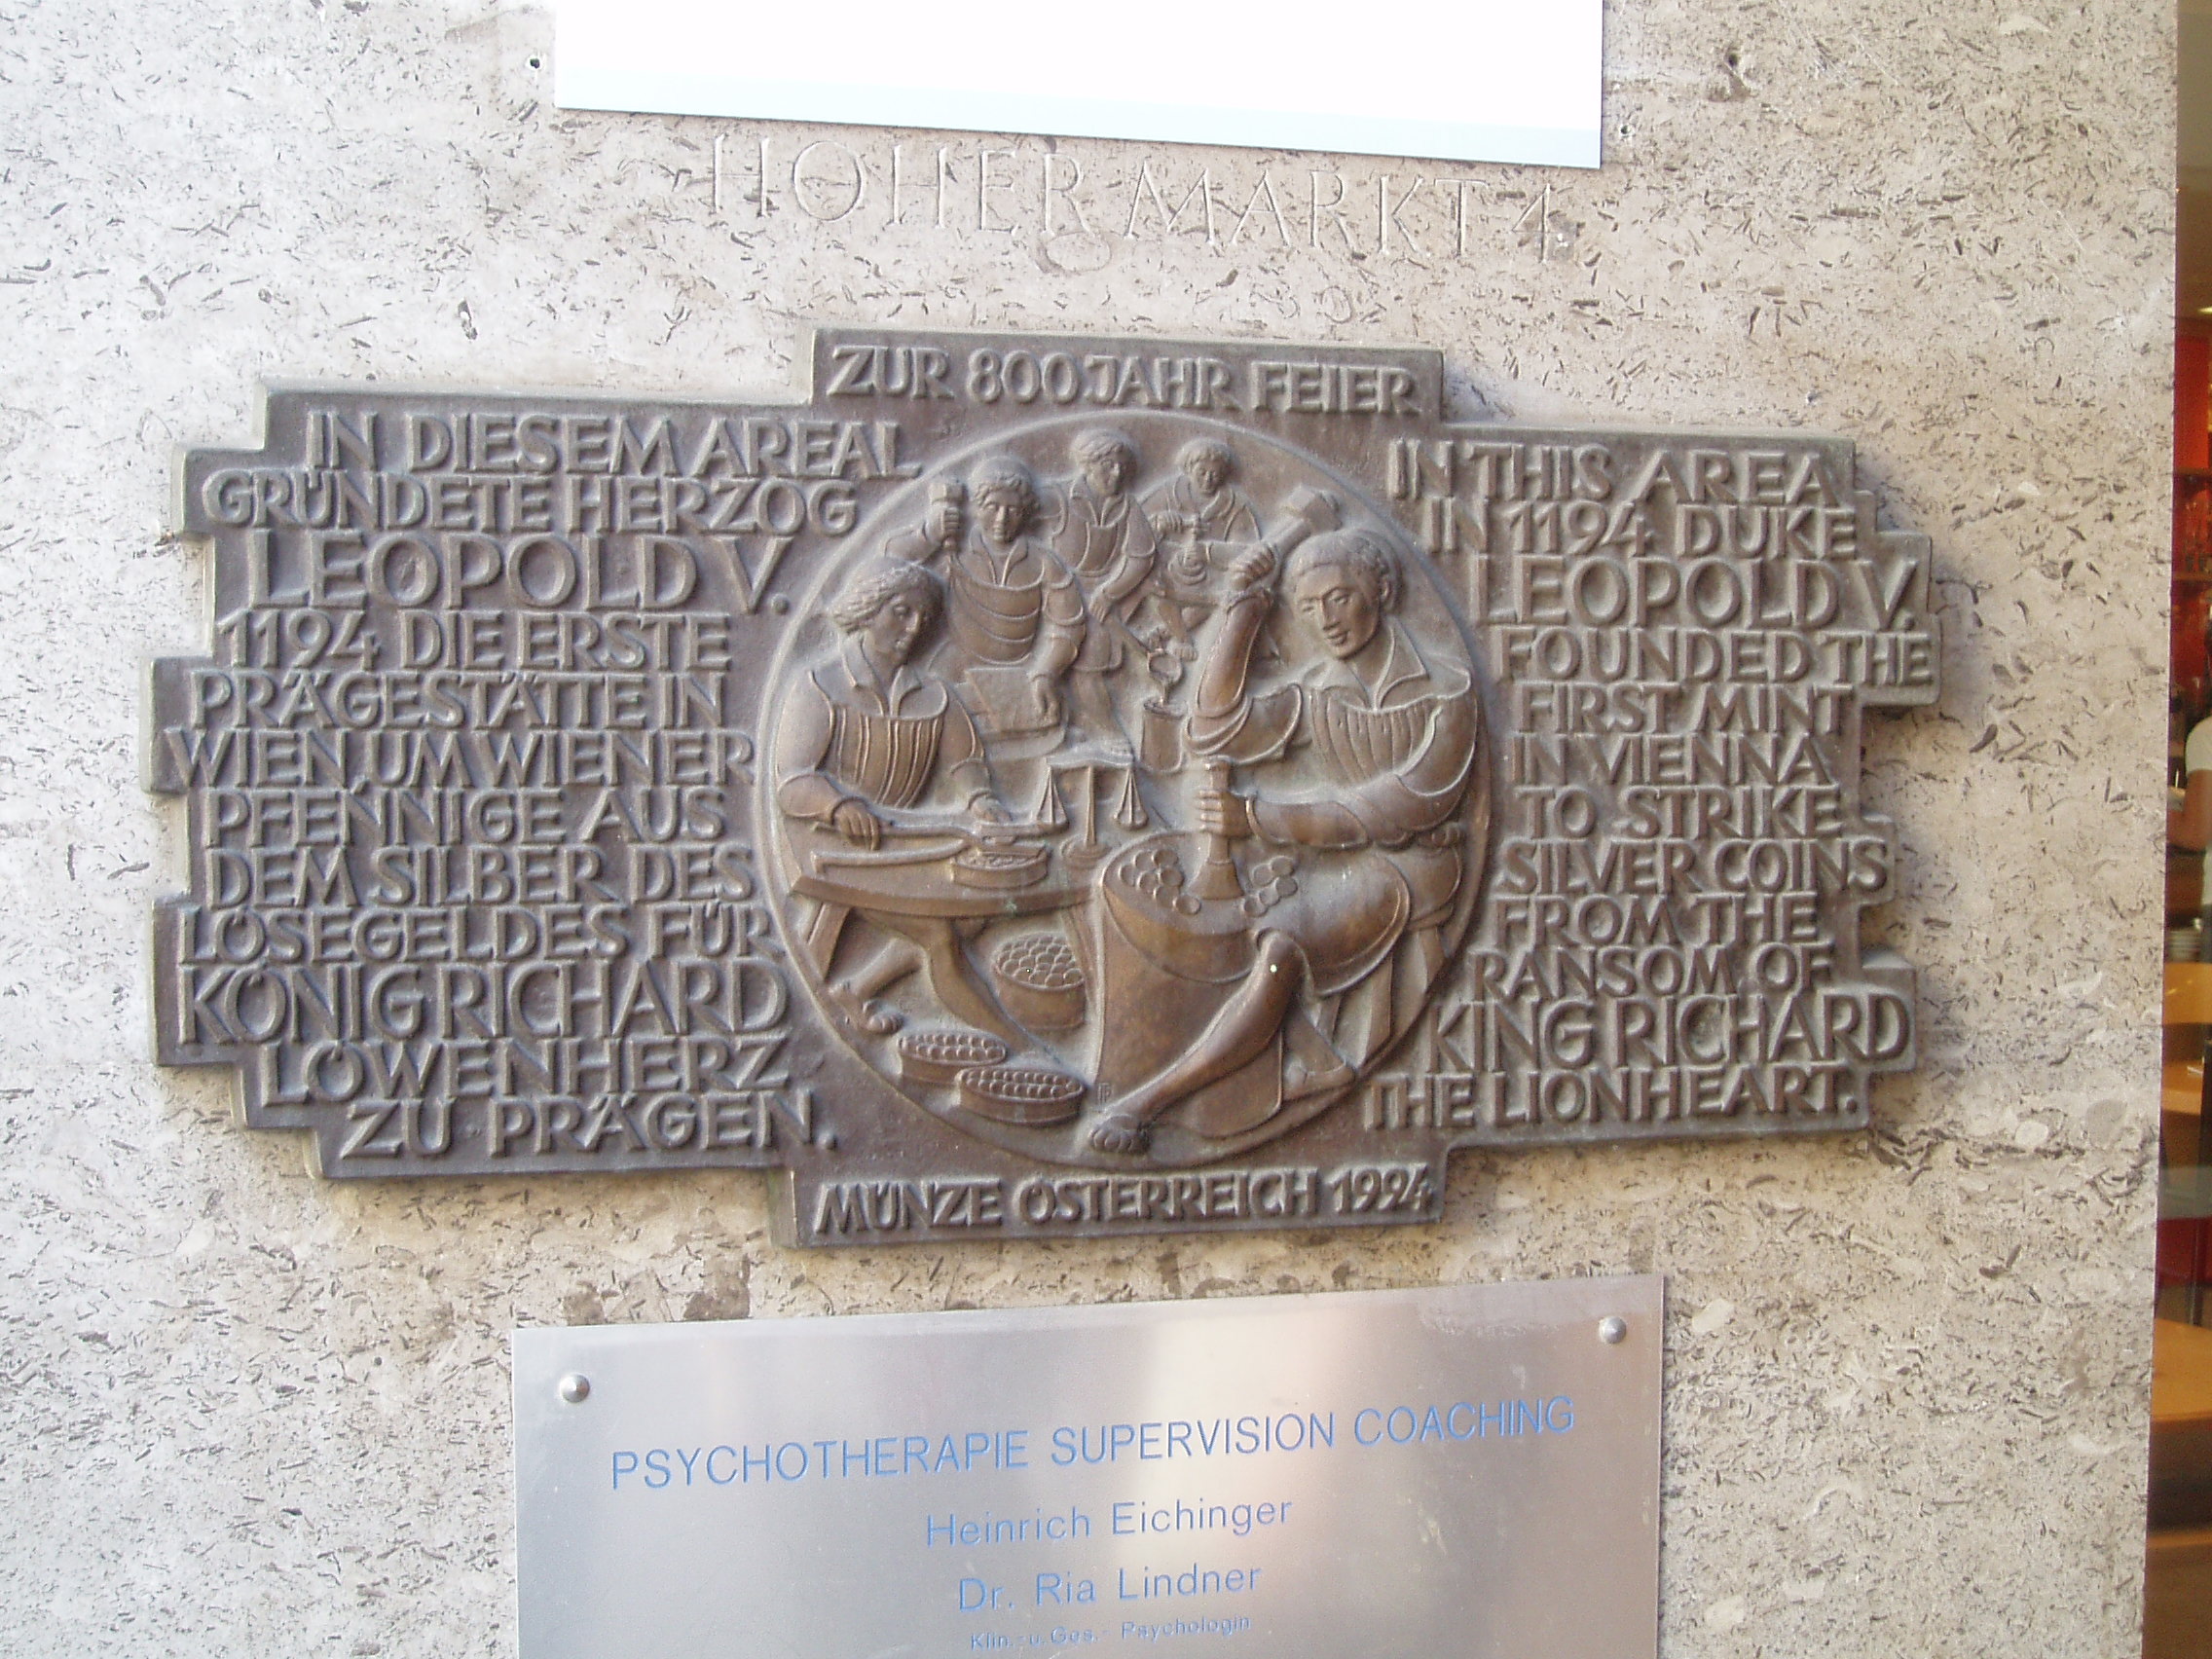 HOHER MARKT 4
ZUR 800 JAHR FEIER
IN DIESEM AREAL
GRÜNDETE HERZOG
LEOPOLD V.
1194 DIE ERSTE
PRÄGESTÄTTE IN
WIEN, UM WIENER
PFENNIGE AUS
DEM SILBER DES
LÖSEGELDES FÜR
KÖNIG RICHARD
LÖWENHERZ
ZU PRÄGEN.
IN THIS AREA
IN 1194 DUKE
LEOPOLD V.
FOUNDED THE
FIRST MINT
IN VIENNA
TO STRIKE
SILVER COINS
FROM THE
RANSOM OF
KING RICHARD
THE LIONHEART.
MÜNZE ÖSTERREICH 1994
PSYCHOTHERAPIE SUPERVISION COACHING
Heinrich Eichinger
Dr. Ria Lindner
Klin.- u. Ges.- Psychologin